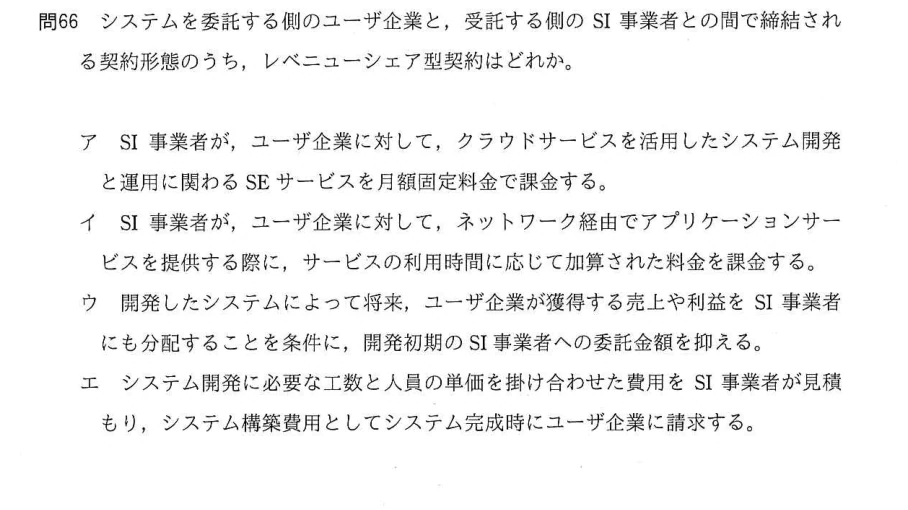 問66 システムを委託する側のユーザ企業と，受託する側の SI 事業者との間で締結され
る契約形態のうち，レベニューシェア型契約はどれか。
ア SI 事業者が，ユーザ企業に対して，クラウドサービスを活用したシステム開発
と運用に関わる SE サービスを月額固定料金で課金する。
イ SI 事業者が，ユーザ企業に対して，ネットワーク経由でアプリケーションサー
ビスを提供する際に，サービスの利用時間に応じて加算された料金を課金する。
ウ 開発したシステムによって将来，ユーザ企業が獲得する売上や利益を SI 事業者
にも分配することを条件に，開発初期の SI 事業者への委託金額を抑える。
エ システム開発に必要な工数と人員の単価を掛け合わせた費用を SI 事業者が見積
もり，システム構築費用としてシステム完成時にユーザ企業に請求する。